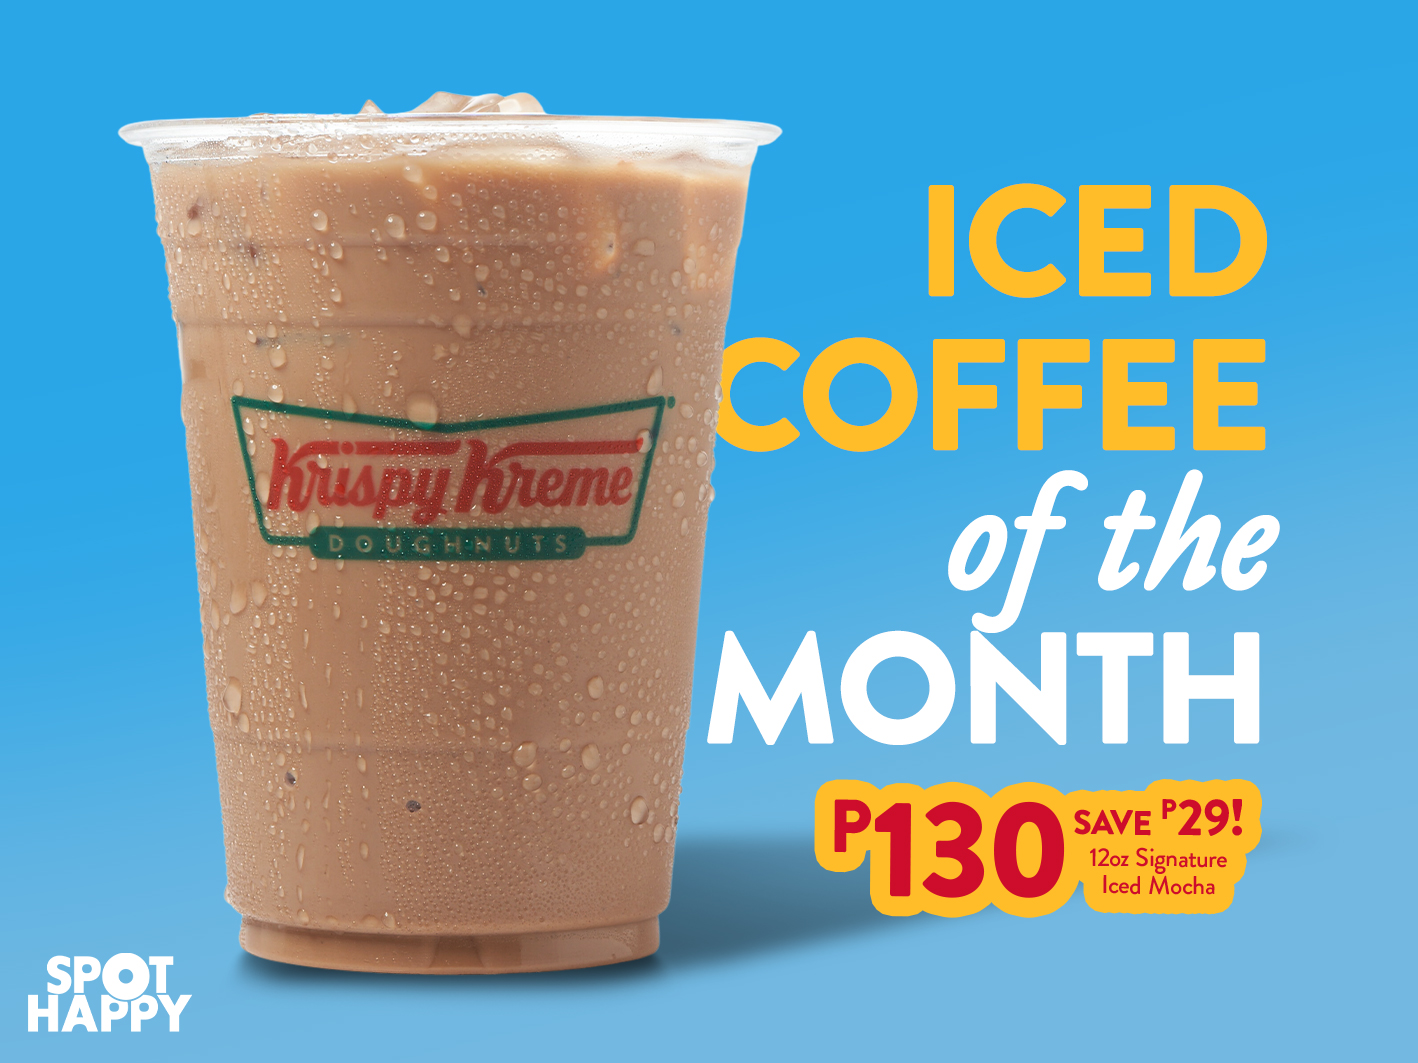 Krispy Kreme
DOUGHNUTS
ICED
COFFEE
of the
MONTH
P130
SAVE P29!
12oz Signature
Iced Mocha
SPOT
HAPPY